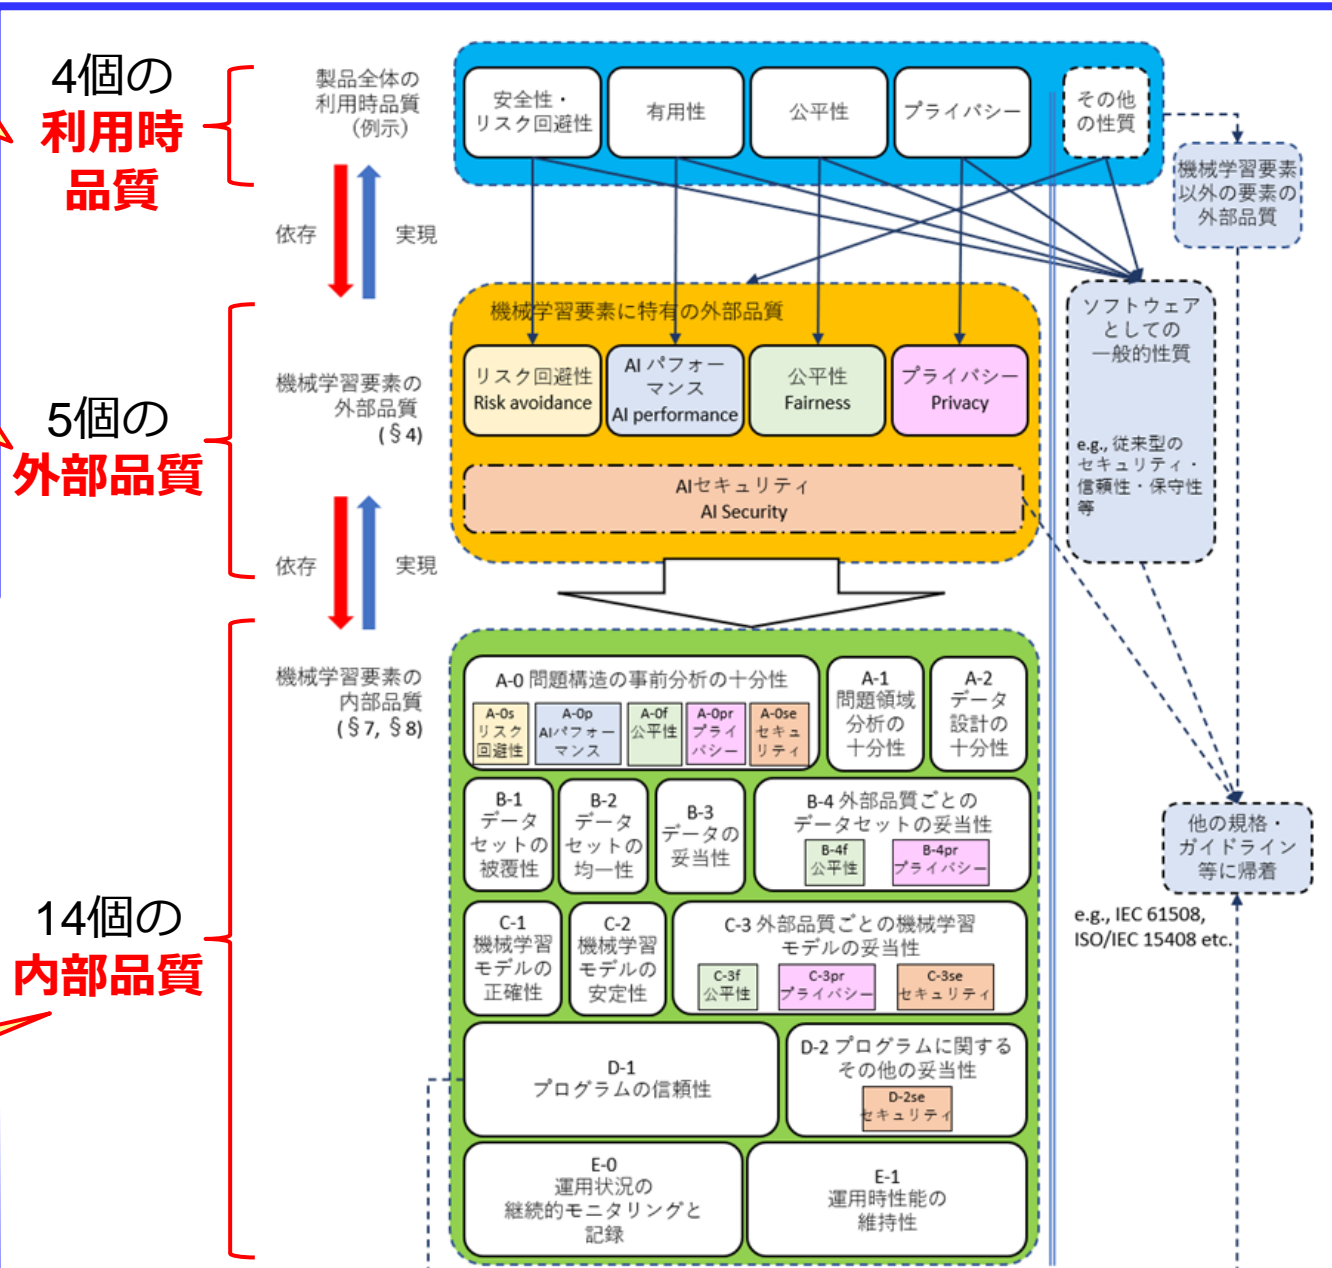 4個の
利用時
品質
製品全体の
利用時品質
(例示)
安全性・
リスク回避性
有用性
公平性
プライバシー
その他
の性質
機械学習要素
以外の要素の
外部品質
依存
実現
5個の
外部品質
機械学習要素の
外部品質
(§4)
機械学習要素に特有の外部品質
リスク回避性
Risk avoidance
AI パフォー
マンス
AI performance
公平性
Fairness
プライバシー
Privacy
AIセキュリティ
AI Security
ソフトウェア
としての
一般的性質
e.g., 従来型の
セキュリティ・
信頼性・保守性
等
依存
実現
14個の
内部品質
機械学習要素の
内部品質
(§7, §8)
A-0 問題構造の事前分析の十分性
A-0s
リスク
回避性
A-0p
AIパフォー
マンス
A-0f
公平性
A-0pr
プライ
バシー
A-0se
セキュ
リティ
A-1
問題領域
分析の
十分性
A-2
データ
設計の
十分性
B-1
データ
セットの
被覆性
B-2
データ
セットの
均一性
B-3
データの
妥当性
B-4 外部品質ごとの
データセットの妥当性
B-4f
公平性
B-4pr
プライバシー
C-1
機械学習
モデルの
正確性
C-2
機械学習
モデルの
安定性
C-3 外部品質ごとの機械学習
モデルの妥当性
C-3f
公平性
C-3pr
プライバシー
C-3se
セキュリティ
D-1
プログラムの信頼性
D-2 プログラムに関する
その他の妥当性
D-2se
セキュリティ
E-0
運用状況の
継続的モニタリングと
記録
E-1
運用時性能の
維持性
他の規格・
ガイドライン
等に帰着
e.g., IEC 61508,
ISO/IEC 15408 etc.